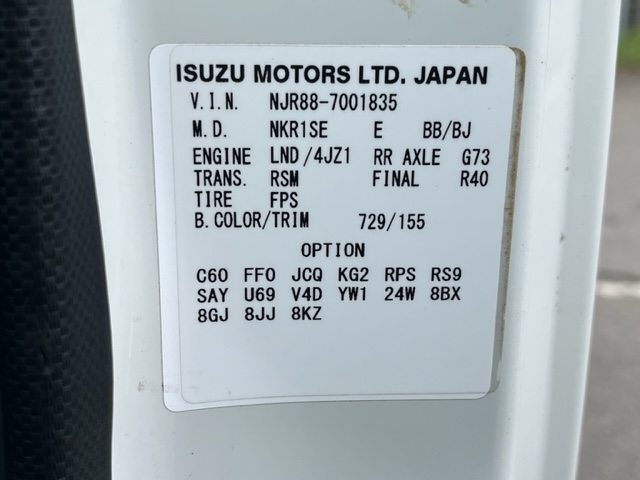 ISUZU MOTORS LTD. JAPAN
V.I.N. NJR88-7001835
M.D. NKR1SE E BB/BJ
ENGINE LND/4JZ1 RR AXLE G73
TRANS. RSM FINAL R40
TIRE FPS
B.COLOR/TRIM 729/155
OPTION
C60 FF0 JCQ KG2 RPS RS9
SAY U69 V4D YW1 24W 8BX
8GJ 8JJ 8KZ